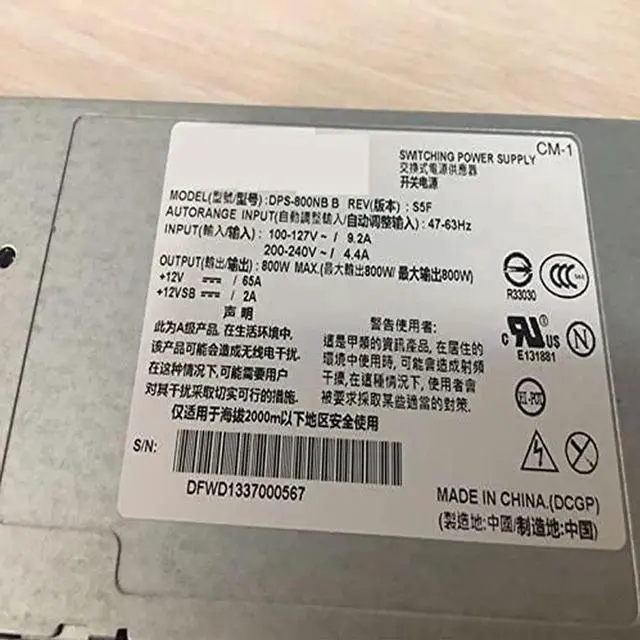 CM-1
SWITCHING POWER SUPPLY
交換式電源供應器
开关电源
MODEL(型號/型号) :DPS-800NB B REV(版本) : S5F
AUTORANGE INPUT(自動調整輸入/自动调整输入) : 47-63Hz
INPUT(輸入/输入) : 100-127V~ / 9.2A
200-240V~ / 4.4A
OUTPUT(輸出/输出) : 800W MAX.(最大輸出800W/ 最大输出800W)
+12V ⎓ / 65A
+12VSB ⎓ / 2A
声 明
此为A级产品, 在生活环境中,
该产品可能会造成无线电干扰.
在这种情况下, 可能需要用户
对其干扰采取切实可行的措施.
警告使用者:
這是甲類的資訊產品, 在居住的
環境中使用時, 可能會造成射頻
干擾, 在這種情況下, 使用者會
被要求採取某些適當的對策.
仅适用于海拔2000m以下地区安全使用
R33030
CCC
c RU ® US
E131881
N
HI-POT
S/N:
DFWD1337000567
MADE IN CHINA.(DCGP)
(製造地:中國/制造地:中国)